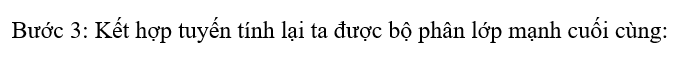 Bước 3: Kết hợp tuyến tính lại ta được bộ phân lớp mạnh cuối cùng: